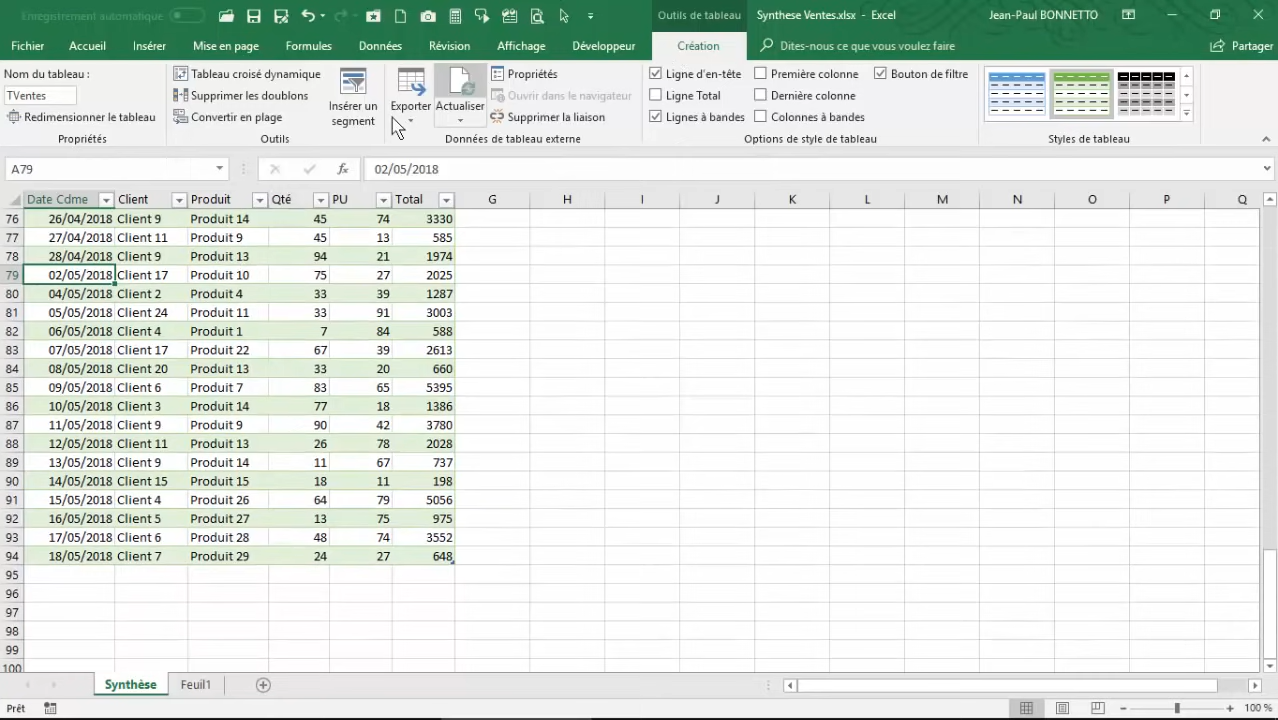 Enregistrement automatique
Outils de tableau
Synthese Ventes.xlsx - Excel
Jean-Paul BONNETTO
Fichier Accueil Insérer Mise en page Formules Données Révision Affichage Développeur Création Dites-nous ce que vous voulez faire Partager
Nom du tableau :
TVentes
Redimensionner le tableau
Propriétés
Tableau croisé dynamique
Supprimer les doublons
Convertir en plage
Insérer un
segment
Outils
Exporter
Actualiser
Propriétés
Ouvrir dans le navigateur
Supprimer la liaison
Données de tableau externe
Ligne d'en-tête
Ligne Total
Lignes à bandes
Première colonne
Dernière colonne
Colonnes à bandes
Bouton de filtre
Options de style de tableau
Styles de tableau
A79 fx 02/05/2018
Date Cdme Client Produit Qté PU Total G H I J K L M N O P Q
76 26/04/2018 Client 9 Produit 14 45 74 3330
77 27/04/2018 Client 11 Produit 9 45 13 585
78 28/04/2018 Client 9 Produit 13 94 21 1974
79 02/05/2018 Client 17 Produit 10 75 27 2025
80 04/05/2018 Client 2 Produit 4 33 39 1287
81 05/05/2018 Client 24 Produit 11 33 91 3003
82 06/05/2018 Client 4 Produit 1 7 84 588
83 07/05/2018 Client 17 Produit 22 67 39 2613
84 08/05/2018 Client 20 Produit 13 33 20 660
85 09/05/2018 Client 6 Produit 7 83 65 5395
86 10/05/2018 Client 3 Produit 14 77 18 1386
87 11/05/2018 Client 9 Produit 9 90 42 3780
88 12/05/2018 Client 11 Produit 13 26 78 2028
89 13/05/2018 Client 9 Produit 14 11 67 737
90 14/05/2018 Client 15 Produit 15 18 11 198
91 15/05/2018 Client 4 Produit 26 64 79 5056
92 16/05/2018 Client 5 Produit 27 13 75 975
93 17/05/2018 Client 6 Produit 28 48 74 3552
94 18/05/2018 Client 7 Produit 29 24 27 648
95
96
97
98
99
100
Synthèse Feuil1
Prêt
100 %